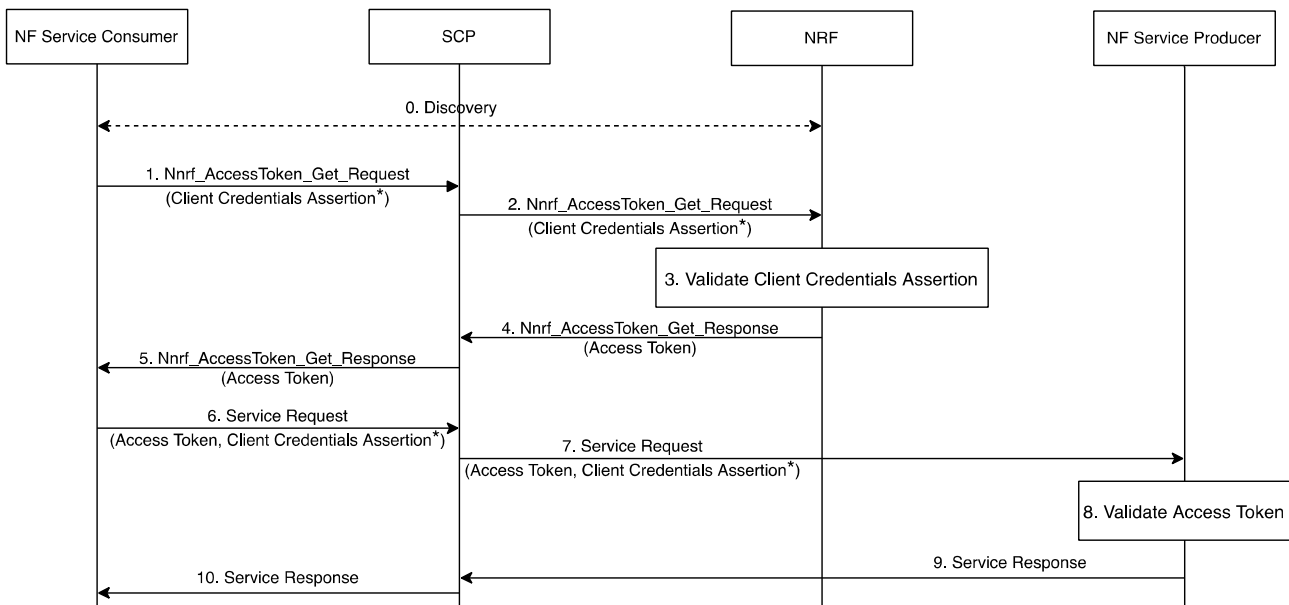 NF Service Consumer
SCP
NRF
NF Service Producer
0. Discovery
1. Nnrf_AccessToken_Get_Request
(Client Credentials Assertion*)
2. Nnrf_AccessToken_Get_Request
(Client Credentials Assertion*)
3. Validate Client Credentials Assertion
4. Nnrf_AccessToken_Get_Response
(Access Token)
5. Nnrf_AccessToken_Get_Response
(Access Token)
6. Service Request
(Access Token, Client Credentials Assertion*)
7. Service Request
(Access Token, Client Credentials Assertion*)
8. Validate Access Token
9. Service Response
10. Service Response